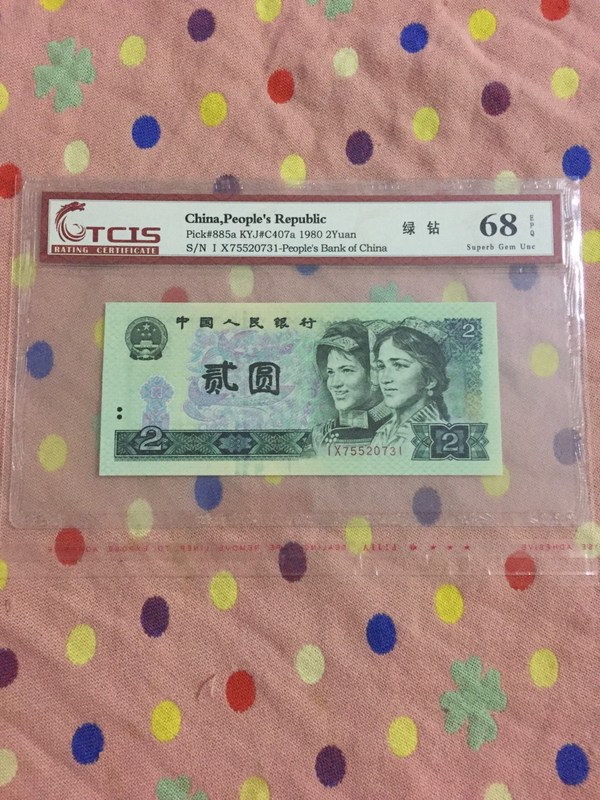 TCIS
RATING CERTIFICATE
China,People's Republic
Pick#885a KYJ#C407a 1980 2Yuan
S/N I X75520731-People's Bank of China
绿 钻
68
EPQ
Superb Gem Unc
中国人民银行
2
贰圆
2
IX75520731
2